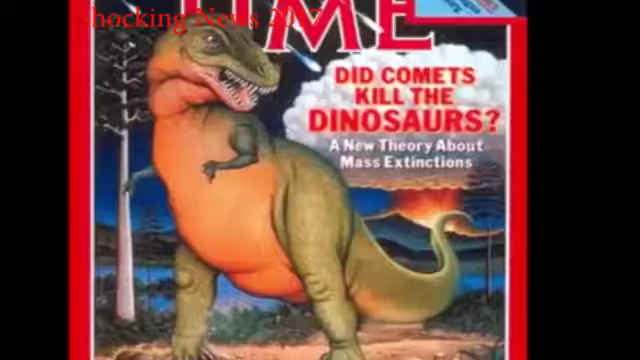 Shocking News 2017
TIME
DID COMETS
KILL THE
DINOSAURS?
A New Theory About
Mass Extinctions